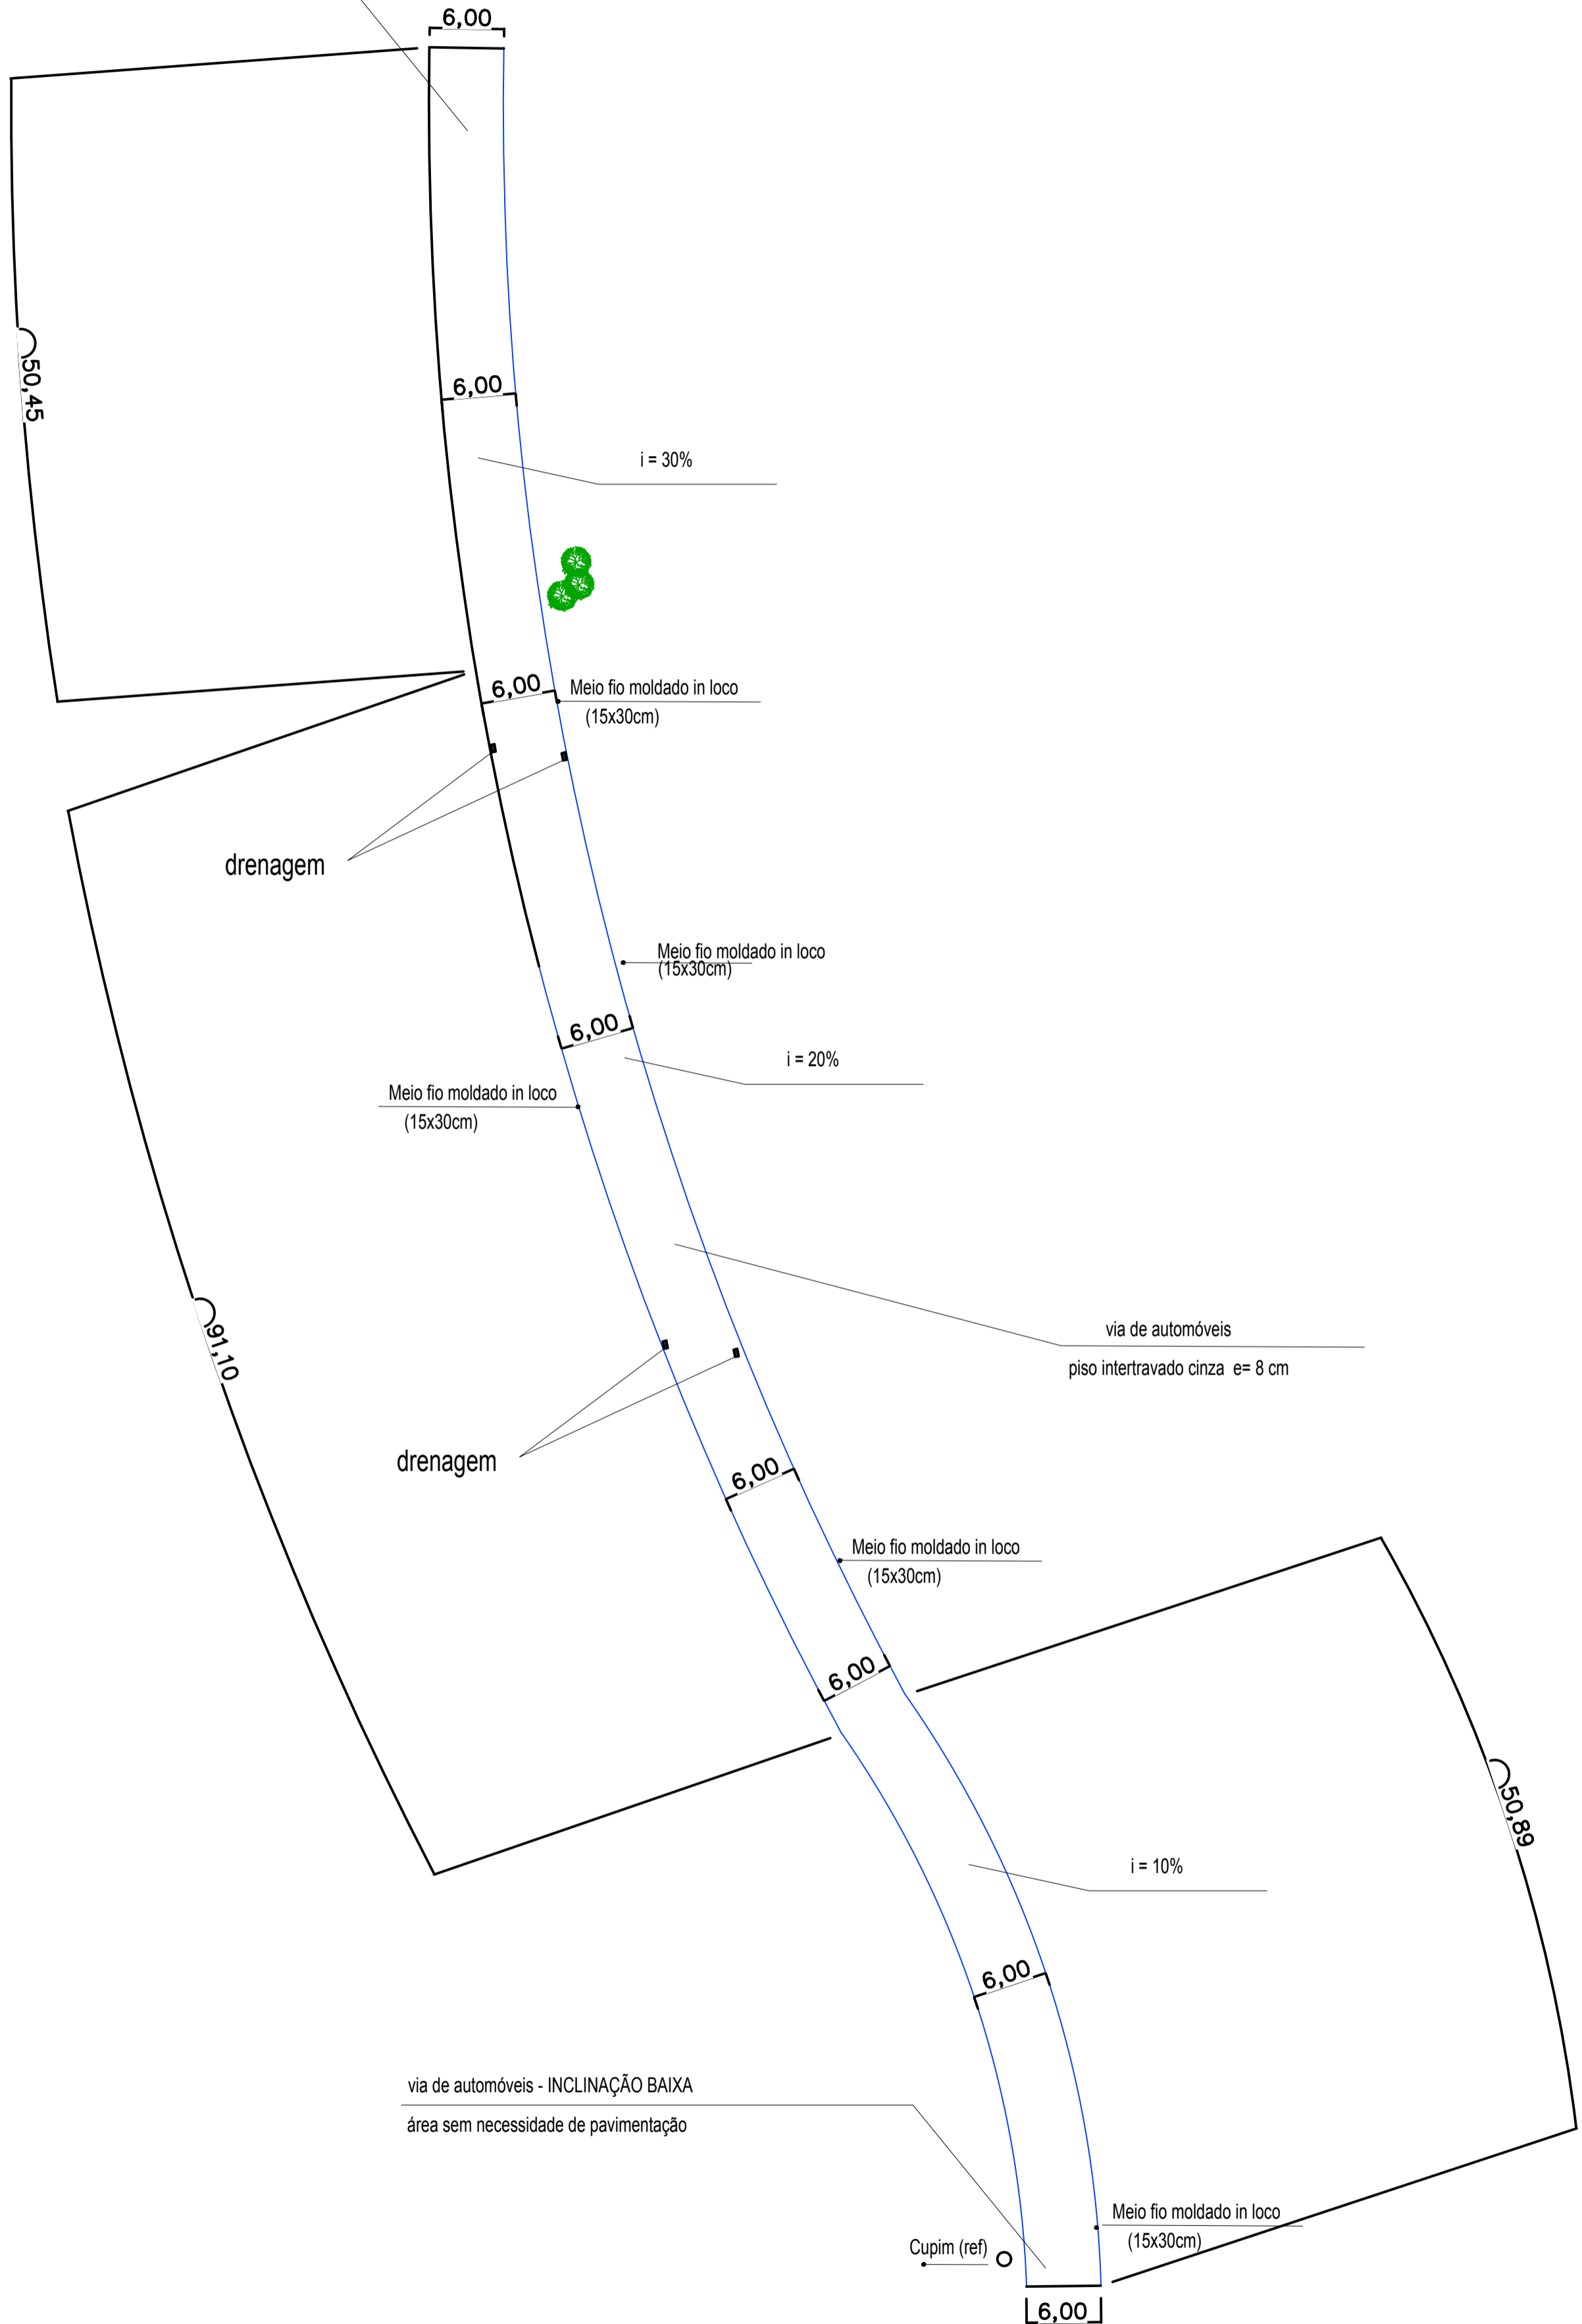 6,00
50,45
6,00
i = 30%
6,00
Meio fio moldado in loco
(15x30cm)
drenagem
Meio fio moldado in loco
(15x30cm)
6,00
i = 20%
Meio fio moldado in loco
(15x30cm)
91,10
via de automóveis
piso intertravado cinza e= 8 cm
drenagem
6,00
Meio fio moldado in loco
(15x30cm)
6,00
50,89
i = 10%
6,00
via de automóveis - INCLINAÇÃO BAIXA
área sem necessidade de pavimentação
Meio fio moldado in loco
(15x30cm)
Cupim (ref)
6,00